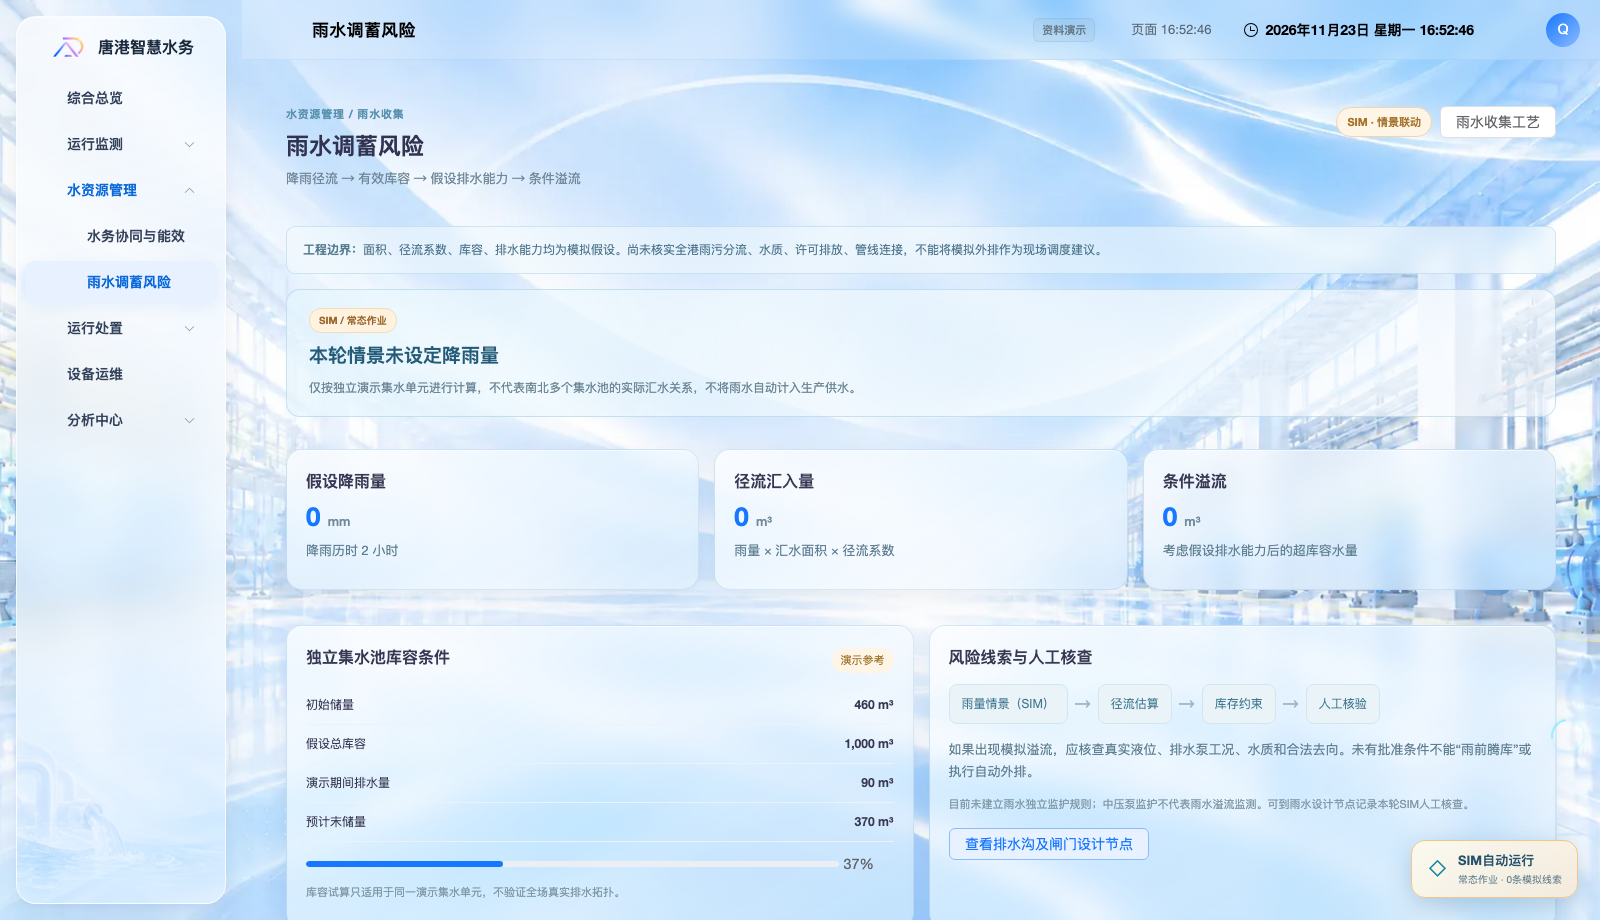 唐港智慧水务
综合总览
运行监测
水资源管理
水务协同与能效
雨水调蓄风险
运行处置
设备运维
分析中心
雨水调蓄风险
资料演示
页面 16:52:46
2026年11月23日 星期一 16:52:46
Q
水资源管理 / 雨水收集
雨水调蓄风险
降雨径流 → 有效库容 → 假设排水能力 → 条件溢流
SIM · 情景联动
雨水收集工艺
工程边界：面积、径流系数、库容、排水能力均为模拟假设。尚未核实全港雨污分流、水质、许可排放、管线连接，不能将模拟外排作为现场调度建议。
SIM / 常态作业
本轮情景未设定降雨量
仅按独立演示集水单元进行计算，不代表南北多个集水池的实际汇水关系，不将雨水自动计入生产供水。
假设降雨量
0 mm
降雨历时 2 小时
径流汇入量
0 m³
雨量 × 汇水面积 × 径流系数
条件溢流
0 m³
考虑假设排水能力后的超库容水量
独立集水池库容条件
演示参考
初始储量 460 m³
假设总库容 1,000 m³
演示期间排水量 90 m³
预计末储量 370 m³
37%
库容试算只适用于同一演示集水单元，不验证全场真实排水拓扑。
风险线索与人工核查
雨量情景（SIM） → 径流估算 → 库存约束 → 人工核验
如果出现模拟溢流，应核查真实液位、排水泵工况、水质和合法去向。未有批准条件不能“雨前腾库”或
执行自动外排。
目前未建立雨水独立监护规则；中压泵监护不代表雨水溢流监测。可到雨水设计节点记录本轮SIM人工核查。
查看排水沟及闸门设计节点
SIM自动运行
常态作业 · 0条模拟线索